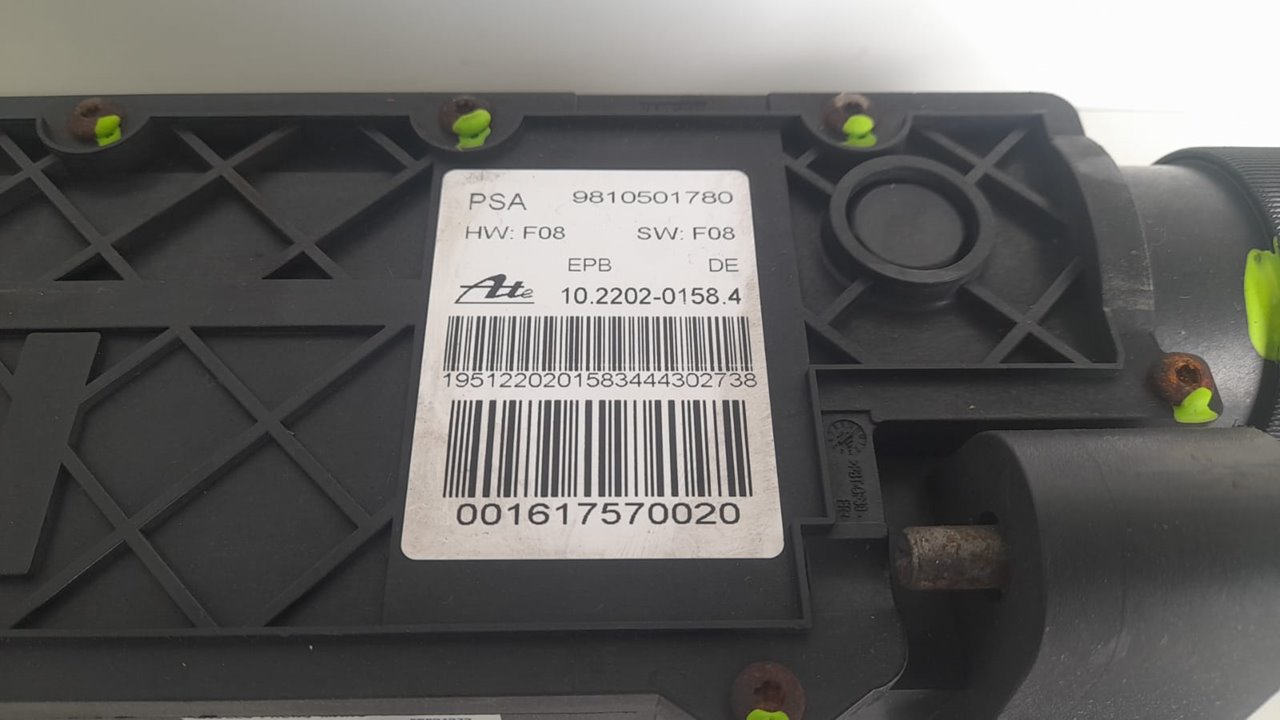 PSA 9810501780
HW: F08 SW: F08
EPB DE
Ate 10.2202-0158.4
1951220201583444302738
001617570020